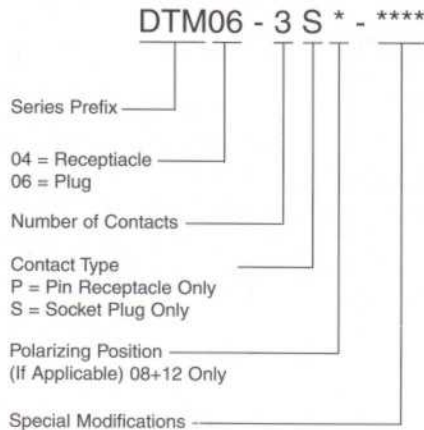 DTM06 - 3 S * - ****
Series Prefix
04 = Receptiacle
06 = Plug
Number of Contacts
Contact Type
P = Pin Receptacle Only
S = Socket Plug Only
Polarizing Position
(If Applicable) 08+12 Only
Special Modifications